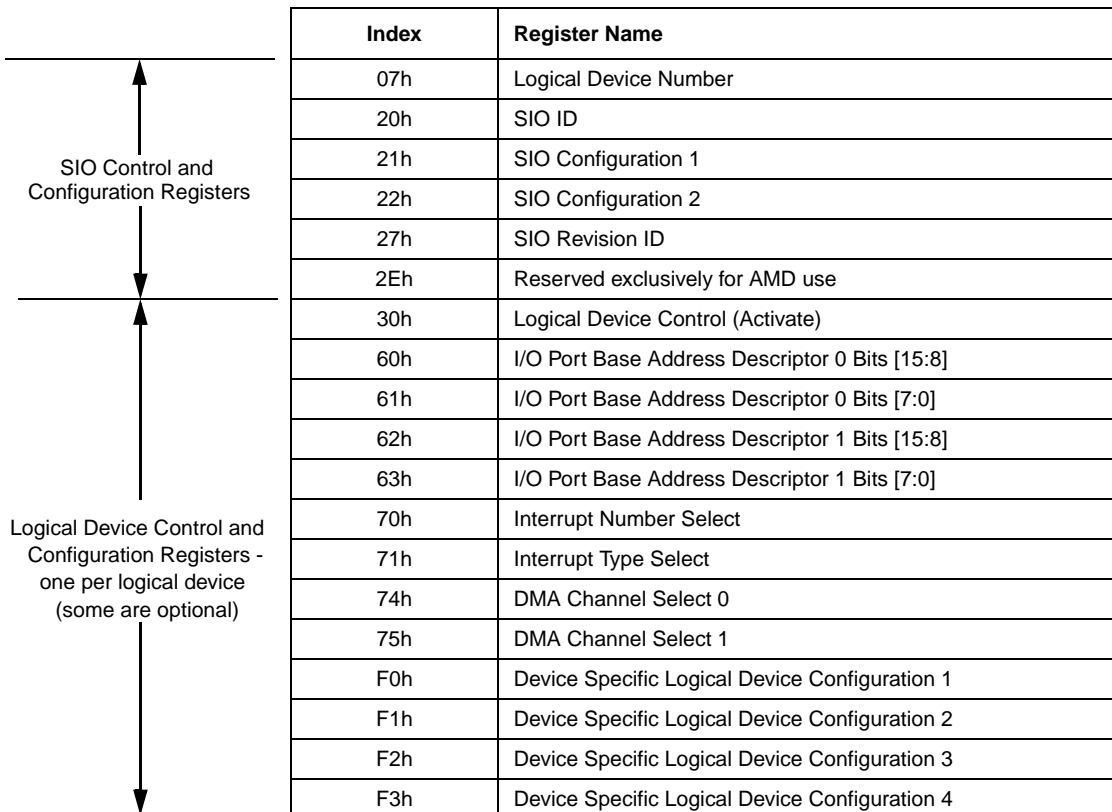 Index Register Name
07h Logical Device Number
20h SIO ID
21h SIO Configuration 1
22h SIO Configuration 2
27h SIO Revision ID
2Eh Reserved exclusively for AMD use
30h Logical Device Control (Activate)
60h I/O Port Base Address Descriptor 0 Bits [15:8]
61h I/O Port Base Address Descriptor 0 Bits [7:0]
62h I/O Port Base Address Descriptor 1 Bits [15:8]
63h I/O Port Base Address Descriptor 1 Bits [7:0]
70h Interrupt Number Select
71h Interrupt Type Select
74h DMA Channel Select 0
75h DMA Channel Select 1
F0h Device Specific Logical Device Configuration 1
F1h Device Specific Logical Device Configuration 2
F2h Device Specific Logical Device Configuration 3
F3h Device Specific Logical Device Configuration 4
SIO Control and
Configuration Registers
Logical Device Control and
Configuration Registers -
one per logical device
(some are optional)